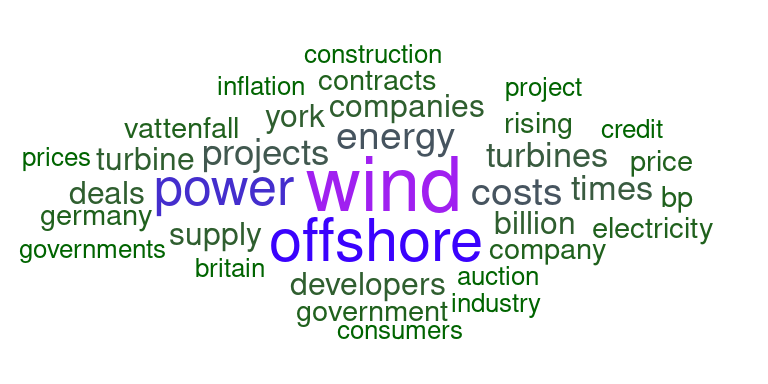 construction
inflation contracts project
york companies
vattenfall energy rising credit
prices turbine projects turbines price
deals power wind costs times bp
germany offshore billion electricity
governments supply company
britain developers auction
government industry
consumers